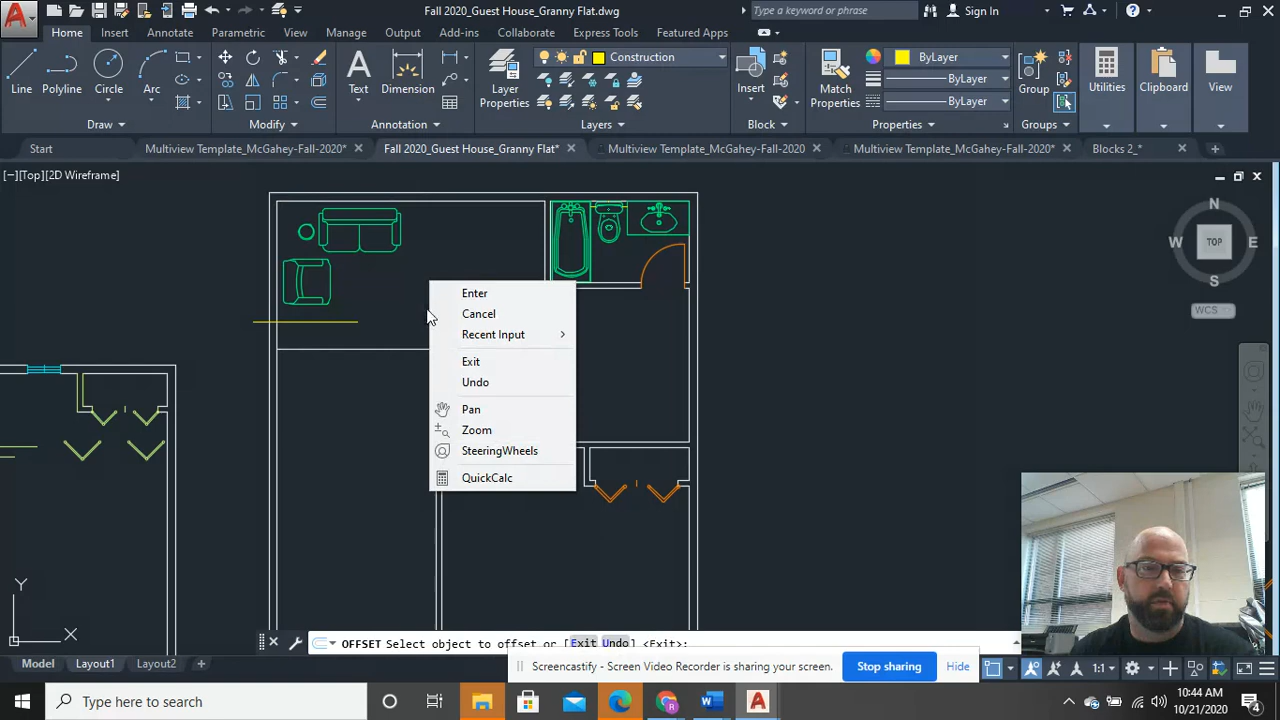 Fall 2020_Guest House_Granny Flat.dwg
Type a keyword or phrase
Sign In
Home
Insert
Annotate
Parametric
View
Manage
Output
Add-ins
Collaborate
Express Tools
Featured Apps
Line
Polyline
Circle
Arc
Text
Dimension
Layer
Properties
Construction
Insert
Match
Properties
ByLayer
ByLayer
ByLayer
Group
Utilities
Clipboard
View
Draw
Modify
Annotation
Layers
Block
Properties
Groups
Start
Multiview Template_McGahey-Fall-2020*
Fall 2020_Guest House_Granny Flat*
Multiview Template_McGahey-Fall-2020
Multiview Template_McGahey-Fall-2020*
Blocks 2_*
[−][Top][2D Wireframe]
N
W
TOP
E
S
WCS
Enter
Cancel
Recent Input
Exit
Undo
Pan
Zoom
SteeringWheels
QuickCalc
Y
X
OFFSET Select object to offset or [Exit Undo] <Exit>:
Model
Layout1
Layout2
Screencastify - Screen Video Recorder is sharing your screen.
Stop sharing
Hide
1:1
Type here to search
10:44 AM
10/21/2020
4